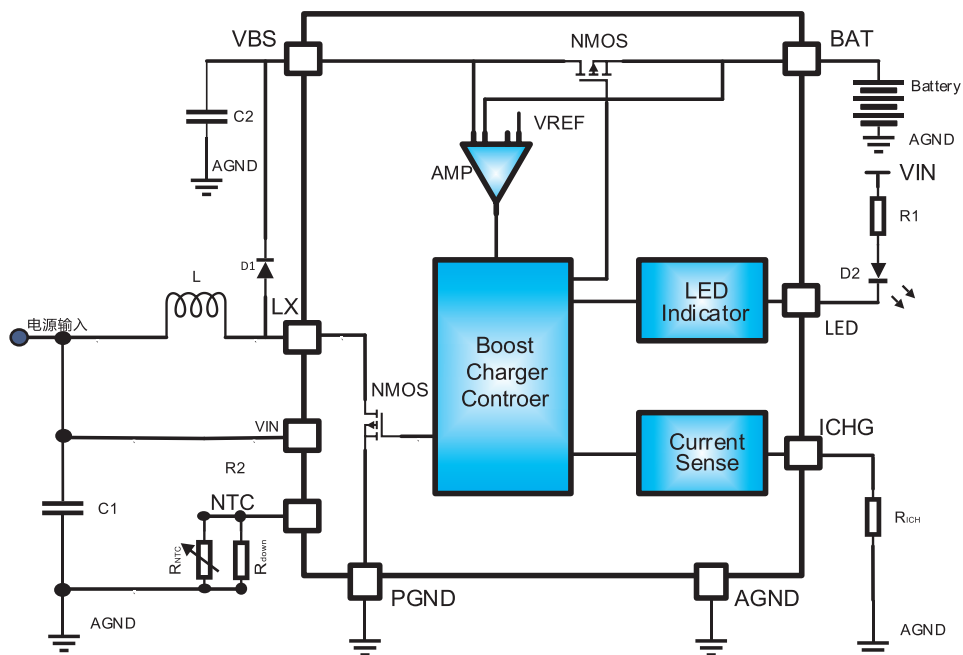 VBS
NMOS
BAT
C2
Battery
VREF
AGND
AGND
AMP
VIN
R1
D1
L
D2
LED
Indicator
LX
电源输入
LED
Boost
Charger
Controer
NMOS
VIN
ICHG
Current
Sense
R2
NTC
C1
RICH
RNTC
Rdown
PGND
AGND
AGND
AGND